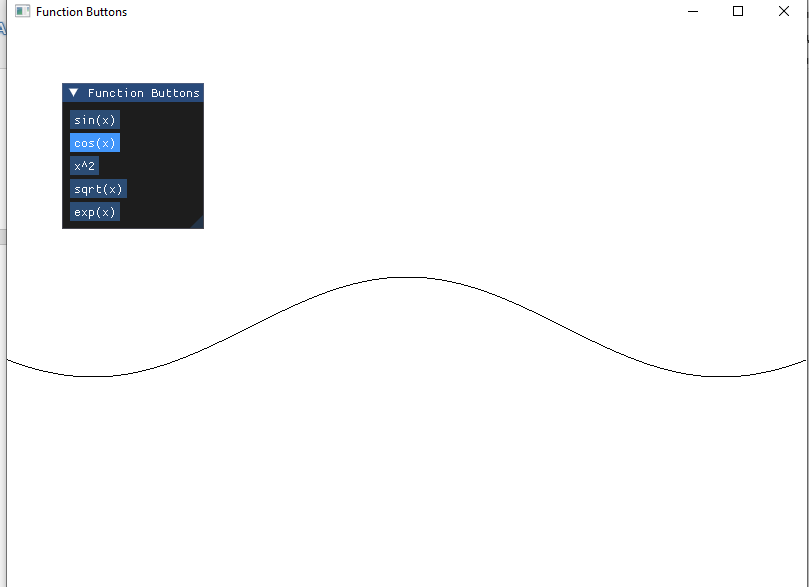 Function Buttons
▼ Function Buttons
sin(x)
cos(x)
x^2
sqrt(x)
exp(x)